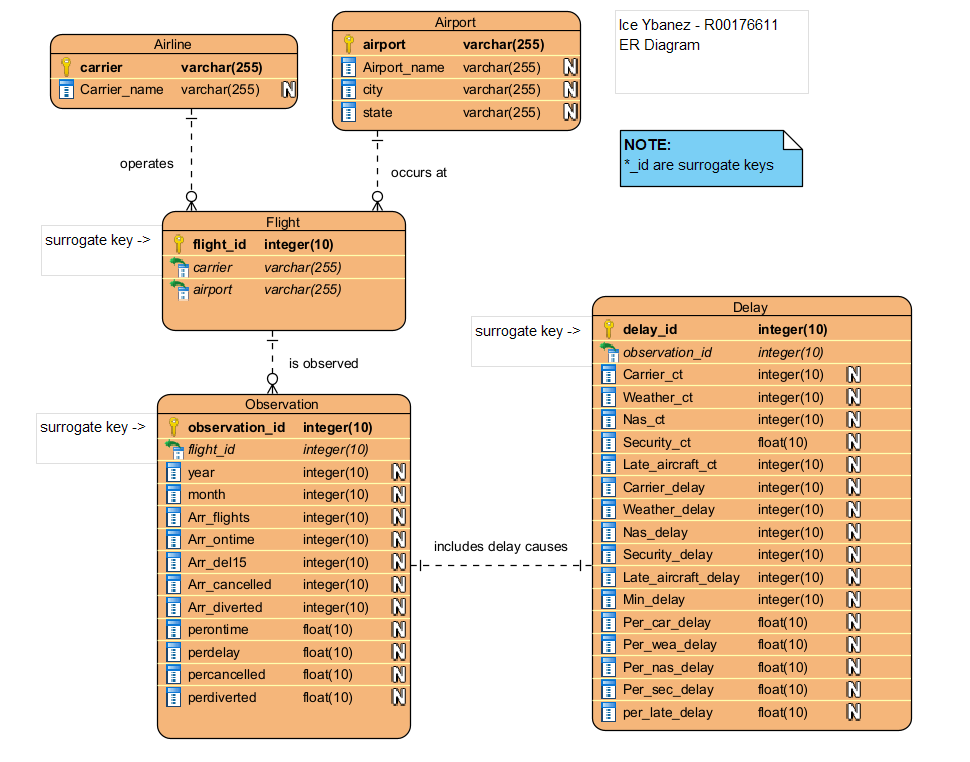 Airline
carrier varchar(255)
Carrier_name varchar(255) N
Airport
airport varchar(255)
Airport_name varchar(255) N
city varchar(255) N
state varchar(255) N
Ice Ybanez - R00176611
ER Diagram
NOTE:
*_id are surrogate keys
operates
occurs at
surrogate key ->
Flight
flight_id integer(10)
carrier varchar(255)
airport varchar(255)
is observed
surrogate key ->
Observation
observation_id integer(10)
flight_id integer(10)
year integer(10) N
month integer(10) N
Arr_flights integer(10) N
Arr_ontime integer(10) N
Arr_del15 integer(10) N
Arr_cancelled integer(10) N
Arr_diverted integer(10) N
perontime float(10) N
perdelay float(10) N
percancelled float(10) N
perdiverted float(10) N
includes delay causes
surrogate key ->
Delay
delay_id integer(10)
observation_id integer(10)
Carrier_ct integer(10) N
Weather_ct integer(10) N
Nas_ct integer(10) N
Security_ct float(10) N
Late_aircraft_ct integer(10) N
Carrier_delay integer(10) N
Weather_delay integer(10) N
Nas_delay integer(10) N
Security_delay integer(10) N
Late_aircraft_delay integer(10) N
Min_delay integer(10) N
Per_car_delay float(10) N
Per_wea_delay float(10) N
Per_nas_delay float(10) N
Per_sec_delay float(10) N
per_late_delay float(10) N